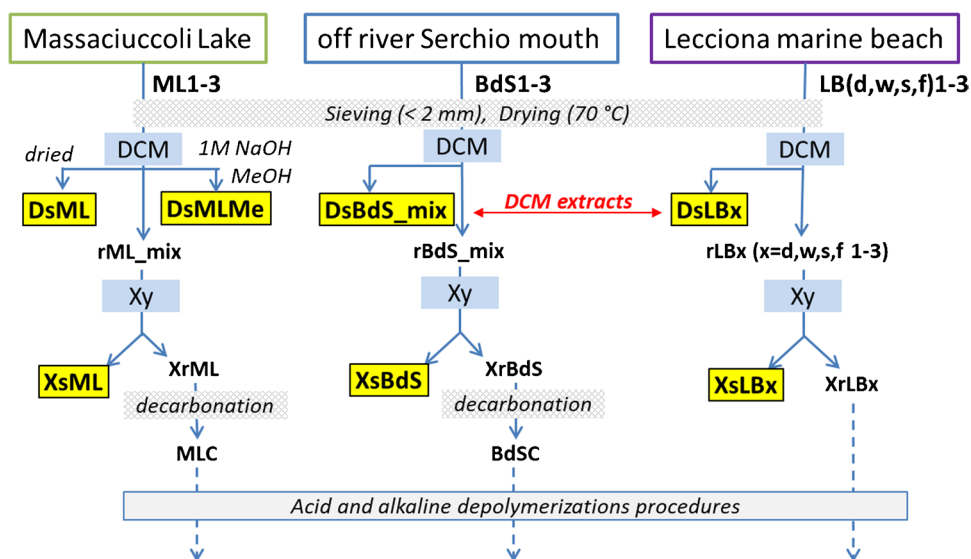 Massaciuccoli Lake
off river Serchio mouth
Lecciona marine beach
ML1-3
BdS1-3
LB(d,w,s,f)1-3
Sieving (< 2 mm), Drying (70 °C)
dried
DCM
1M NaOH
MeOH
DCM
DCM
DsML
DsMLMe
DsBdS_mix
DCM extracts
DsLBx
rML_mix
rBdS_mix
rLBx (x=d,w,s,f 1-3)
Xy
Xy
Xy
XsML
XrML
XsBdS
XrBdS
XsLBx
XrLBx
decarbonation
decarbonation
MLC
BdSC
Acid and alkaline depolymerizations procedures